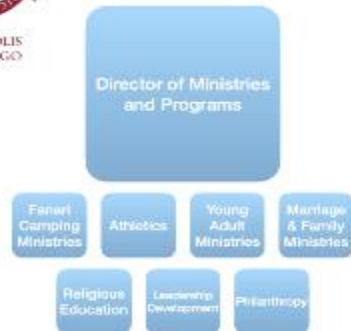 OLIS
GO
Director of Ministries
and Programs
Fanari
Camping
Ministries
Athletics
Young
Adult
Ministries
Marriage
& Family
Ministries
Religious
Education
Leadership
Development
Philanthropy